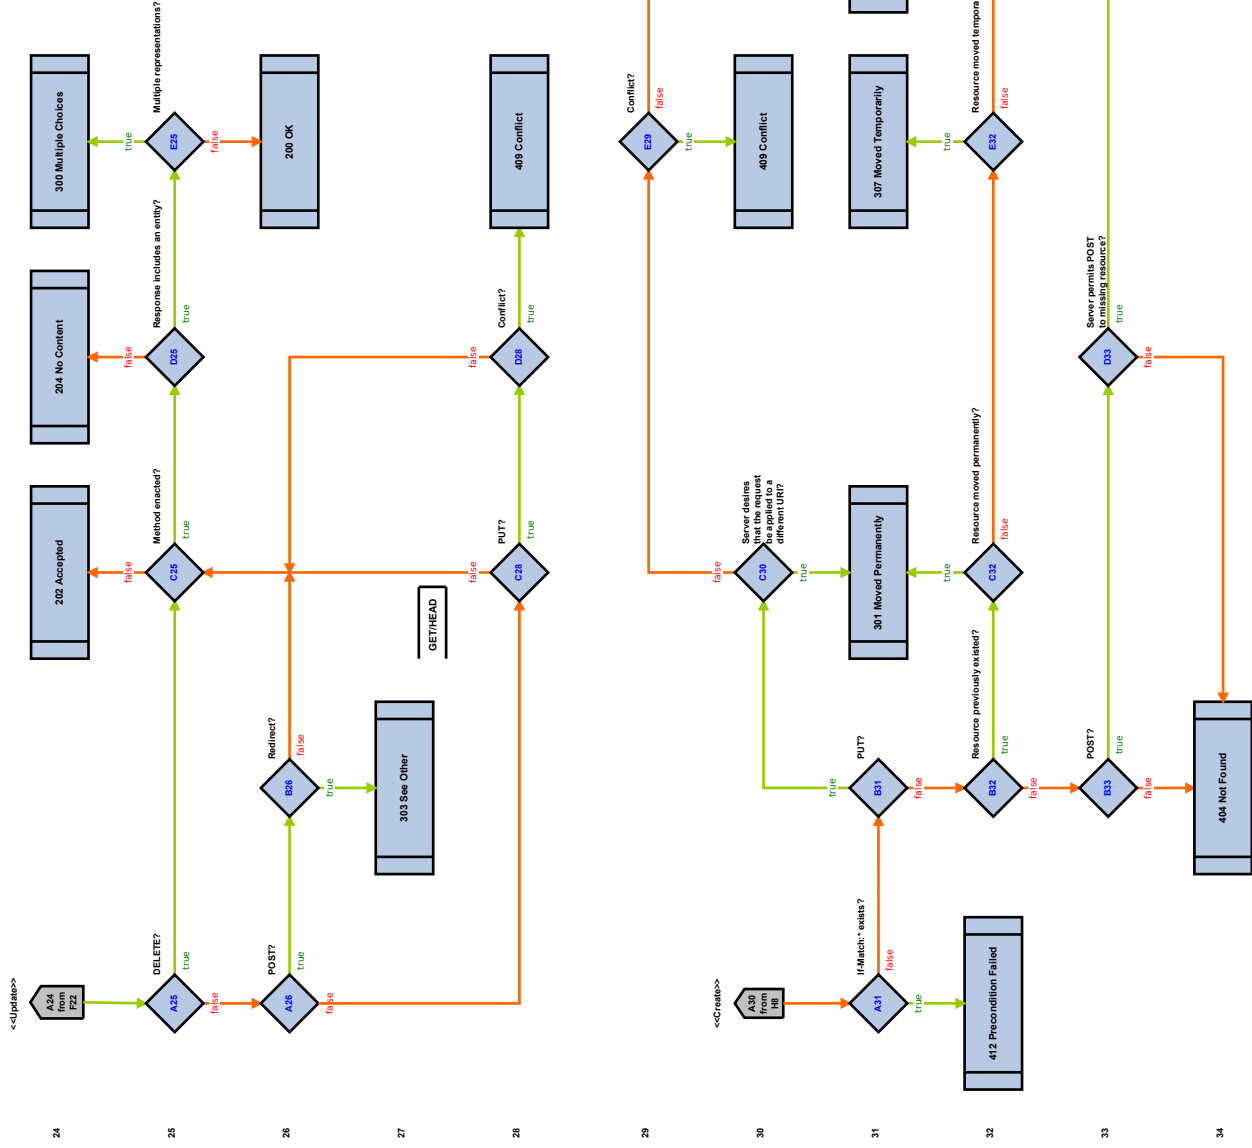 <<Update>>
A24
from
F22
DELETE?
A25
true
false
POST?
A26
true
false
Redirect?
B26
false
true
303 See Other
Method enacted?
C25
true
false
202 Accepted
GET/HEAD
PUT?
C28
true
false
Response includes an entity?
D25
true
false
204 No Content
Conflict?
D28
true
false
409 Conflict
Multiple representations?
E25
true
false
300 Multiple Choices
200 OK
<<Create>>
A30
from
H8
If-Match: * exists?
A31
false
true
412 Precondition Failed
PUT?
B31
true
false
Resource previously existed?
B32
true
false
POST?
B33
true
false
404 Not Found
Server desires
that the request
be applied to a
different URI?
C30
false
true
301 Moved Permanently
Resource moved permanently?
C32
true
false
Server permits POST
to missing resource?
D33
true
false
Conflict?
E29
false
true
409 Conflict
307 Moved Temporarily
Resource moved tempora
E32
true
false
24
25
26
27
28
29
30
31
32
33
34